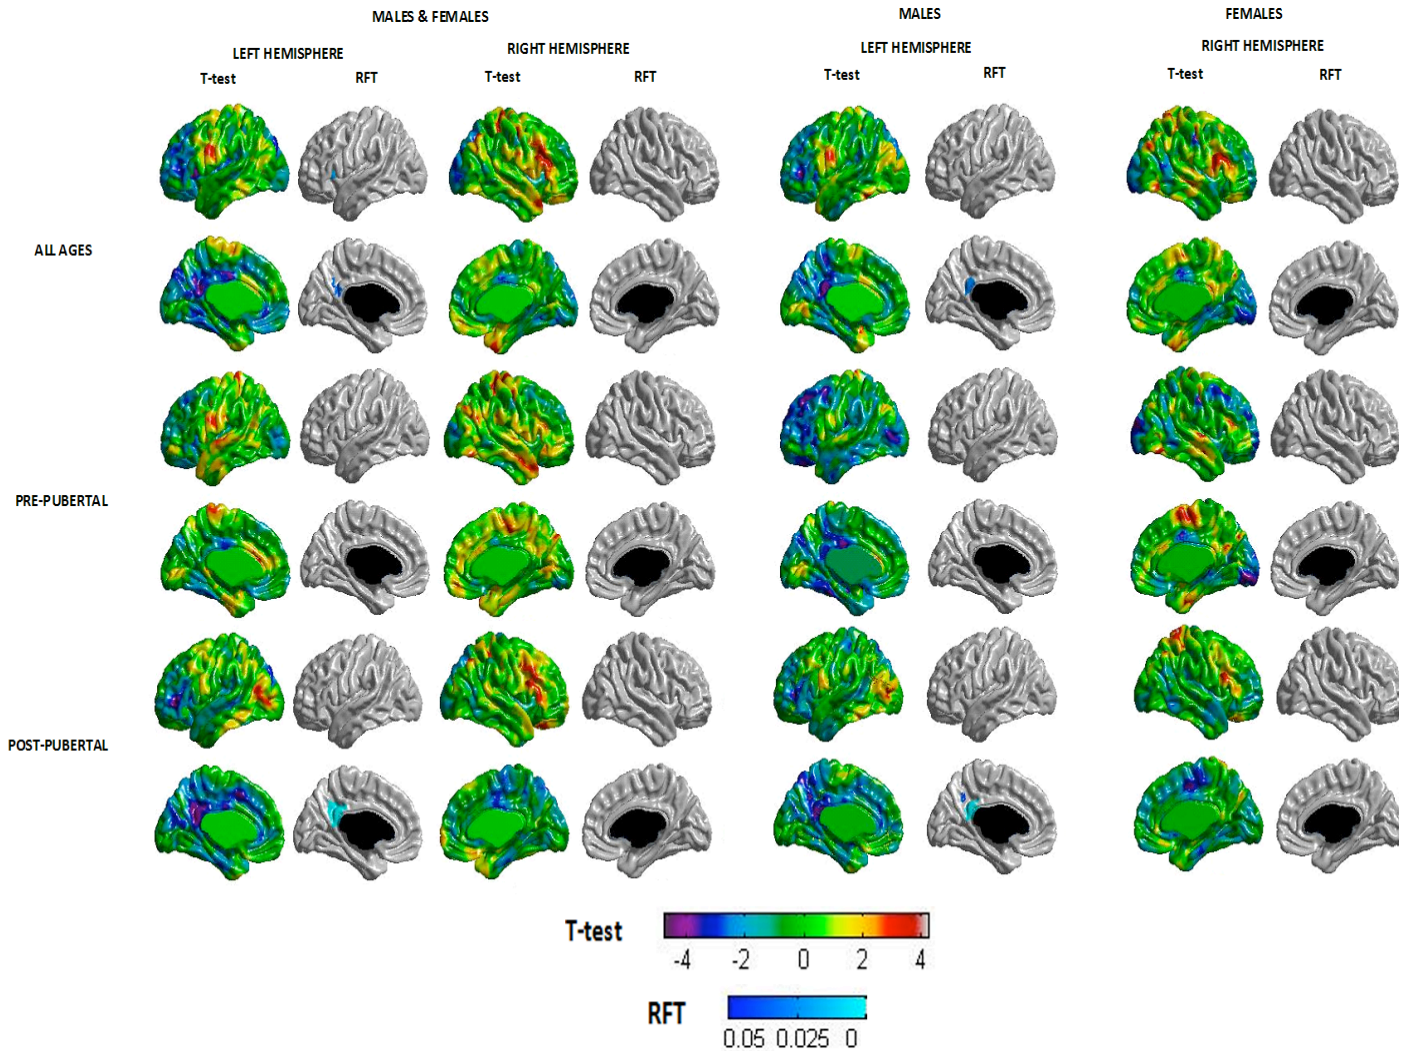 MALES & FEMALES
MALES
FEMALES
LEFT HEMISPHERE
RIGHT HEMISPHERE
LEFT HEMISPHERE
RIGHT HEMISPHERE
T-test
RFT
T-test
RFT
T-test
RFT
T-test
RFT
ALL AGES
PRE-PUBERTAL
POST-PUBERTAL
T-test
-4 -2 0 2 4
RFT
0.05 0.025 0